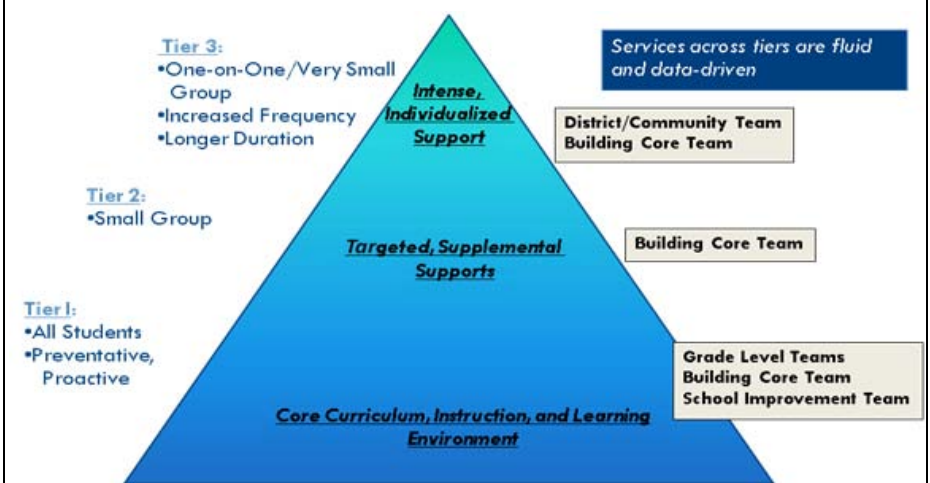 Tier 3:
•One-on-One/Very Small
Group
•Increased Frequency
•Longer Duration
Services across tiers are fluid
and data-driven
Intense,
Individualized
Support
District/Community Team
Building Core Team
Tier 2:
•Small Group
Targeted, Supplemental
Supports
Building Core Team
Tier I:
•All Students
•Preventative,
Proactive
Grade Level Teams
Building Core Team
School Improvement Team
Core Curriculum, Instruction, and Learning
Environment